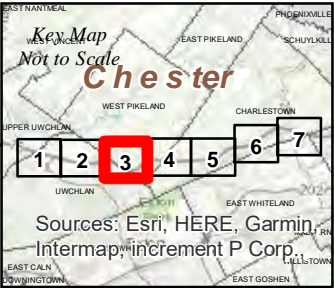 EAST NANTMEAL
PHOENIXVILLE
Key Map
WEST VINCENT
EAST PIKELAND
SCHUYLKILL
Not to Scale
Chester
WEST PIKELAND
CHARLESTOWN
UPPER UWCHLAN
1 2 3 4 5 6 7
UWCHLAN
202
Exton
EAST WHITELAND
Sources: Esri, HERE, Garmin,
Intermap, increment P Corp.,
EAST CALN
DOWNINGTOWN
EAST GOSHEN